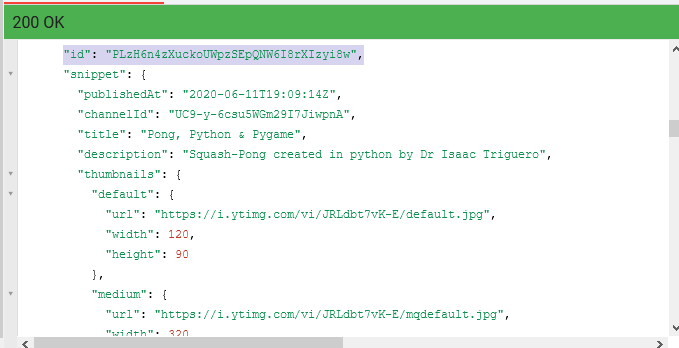 200 OK
"id": "PLzH6n4zXuckoUWpzSEpQNW6I8rXIzyi8w",
"snippet": {
"publishedAt": "2020-06-11T19:09:14Z",
"channelId": "UC9-y-6csu5WGm29I7JiwpnA",
"title": "Pong, Python & Pygame",
"description": "Squash-Pong created in python by Dr Isaac Triguero",
"thumbnails": {
"default": {
"url": "https://i.ytimg.com/vi/JRLdbt7vK-E/default.jpg",
"width": 120,
"height": 90
},
"medium": {
"url": "https://i.ytimg.com/vi/JRLdbt7vK-E/mqdefault.jpg",
"width": 320